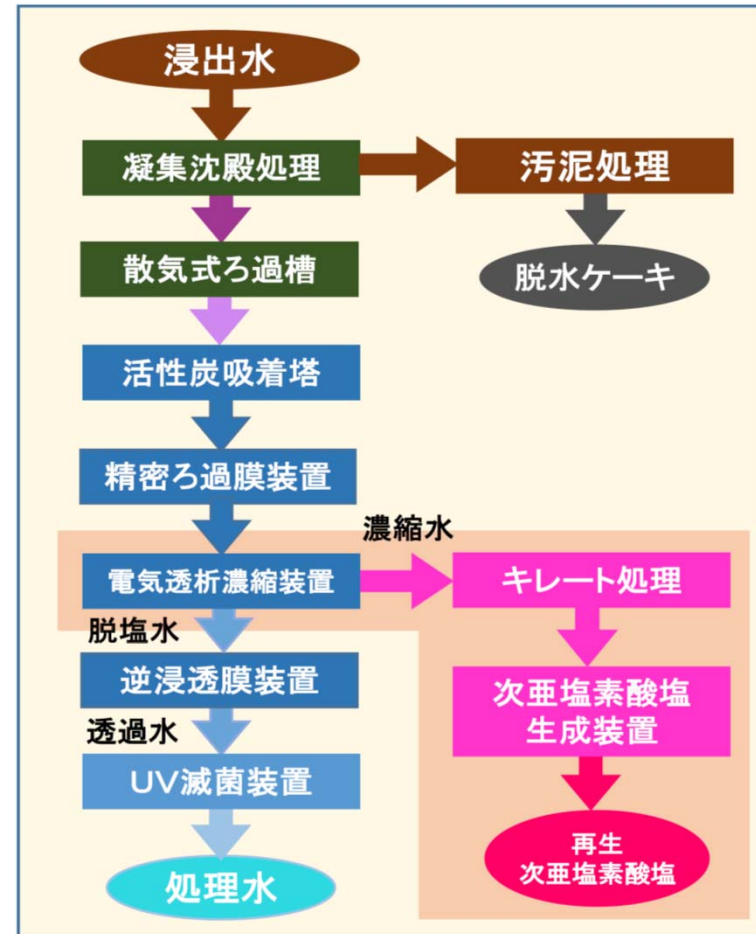 浸出水
凝集沈殿処理
汚泥処理
散気式ろ過槽
脱水ケーキ
活性炭吸着塔
精密ろ過膜装置
濃縮水
電気透析濃縮装置
キレート処理
脱塩水
逆浸透膜装置
次亜塩素酸塩
生成装置
透過水
UV滅菌装置
再生
次亜塩素酸塩
処理水